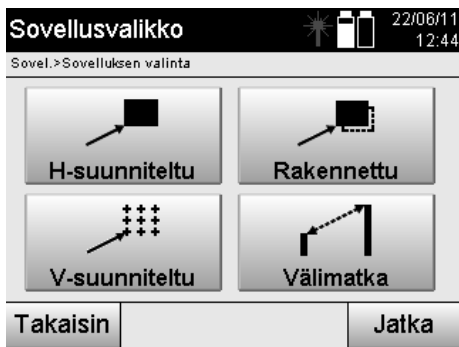 Sovellusvalikko
22/06/11
12:44
Sovel.>Sovelluksen valinta
H-suunniteltu
Rakennettu
V-suunniteltu
Välimatka
Takaisin
Jatka